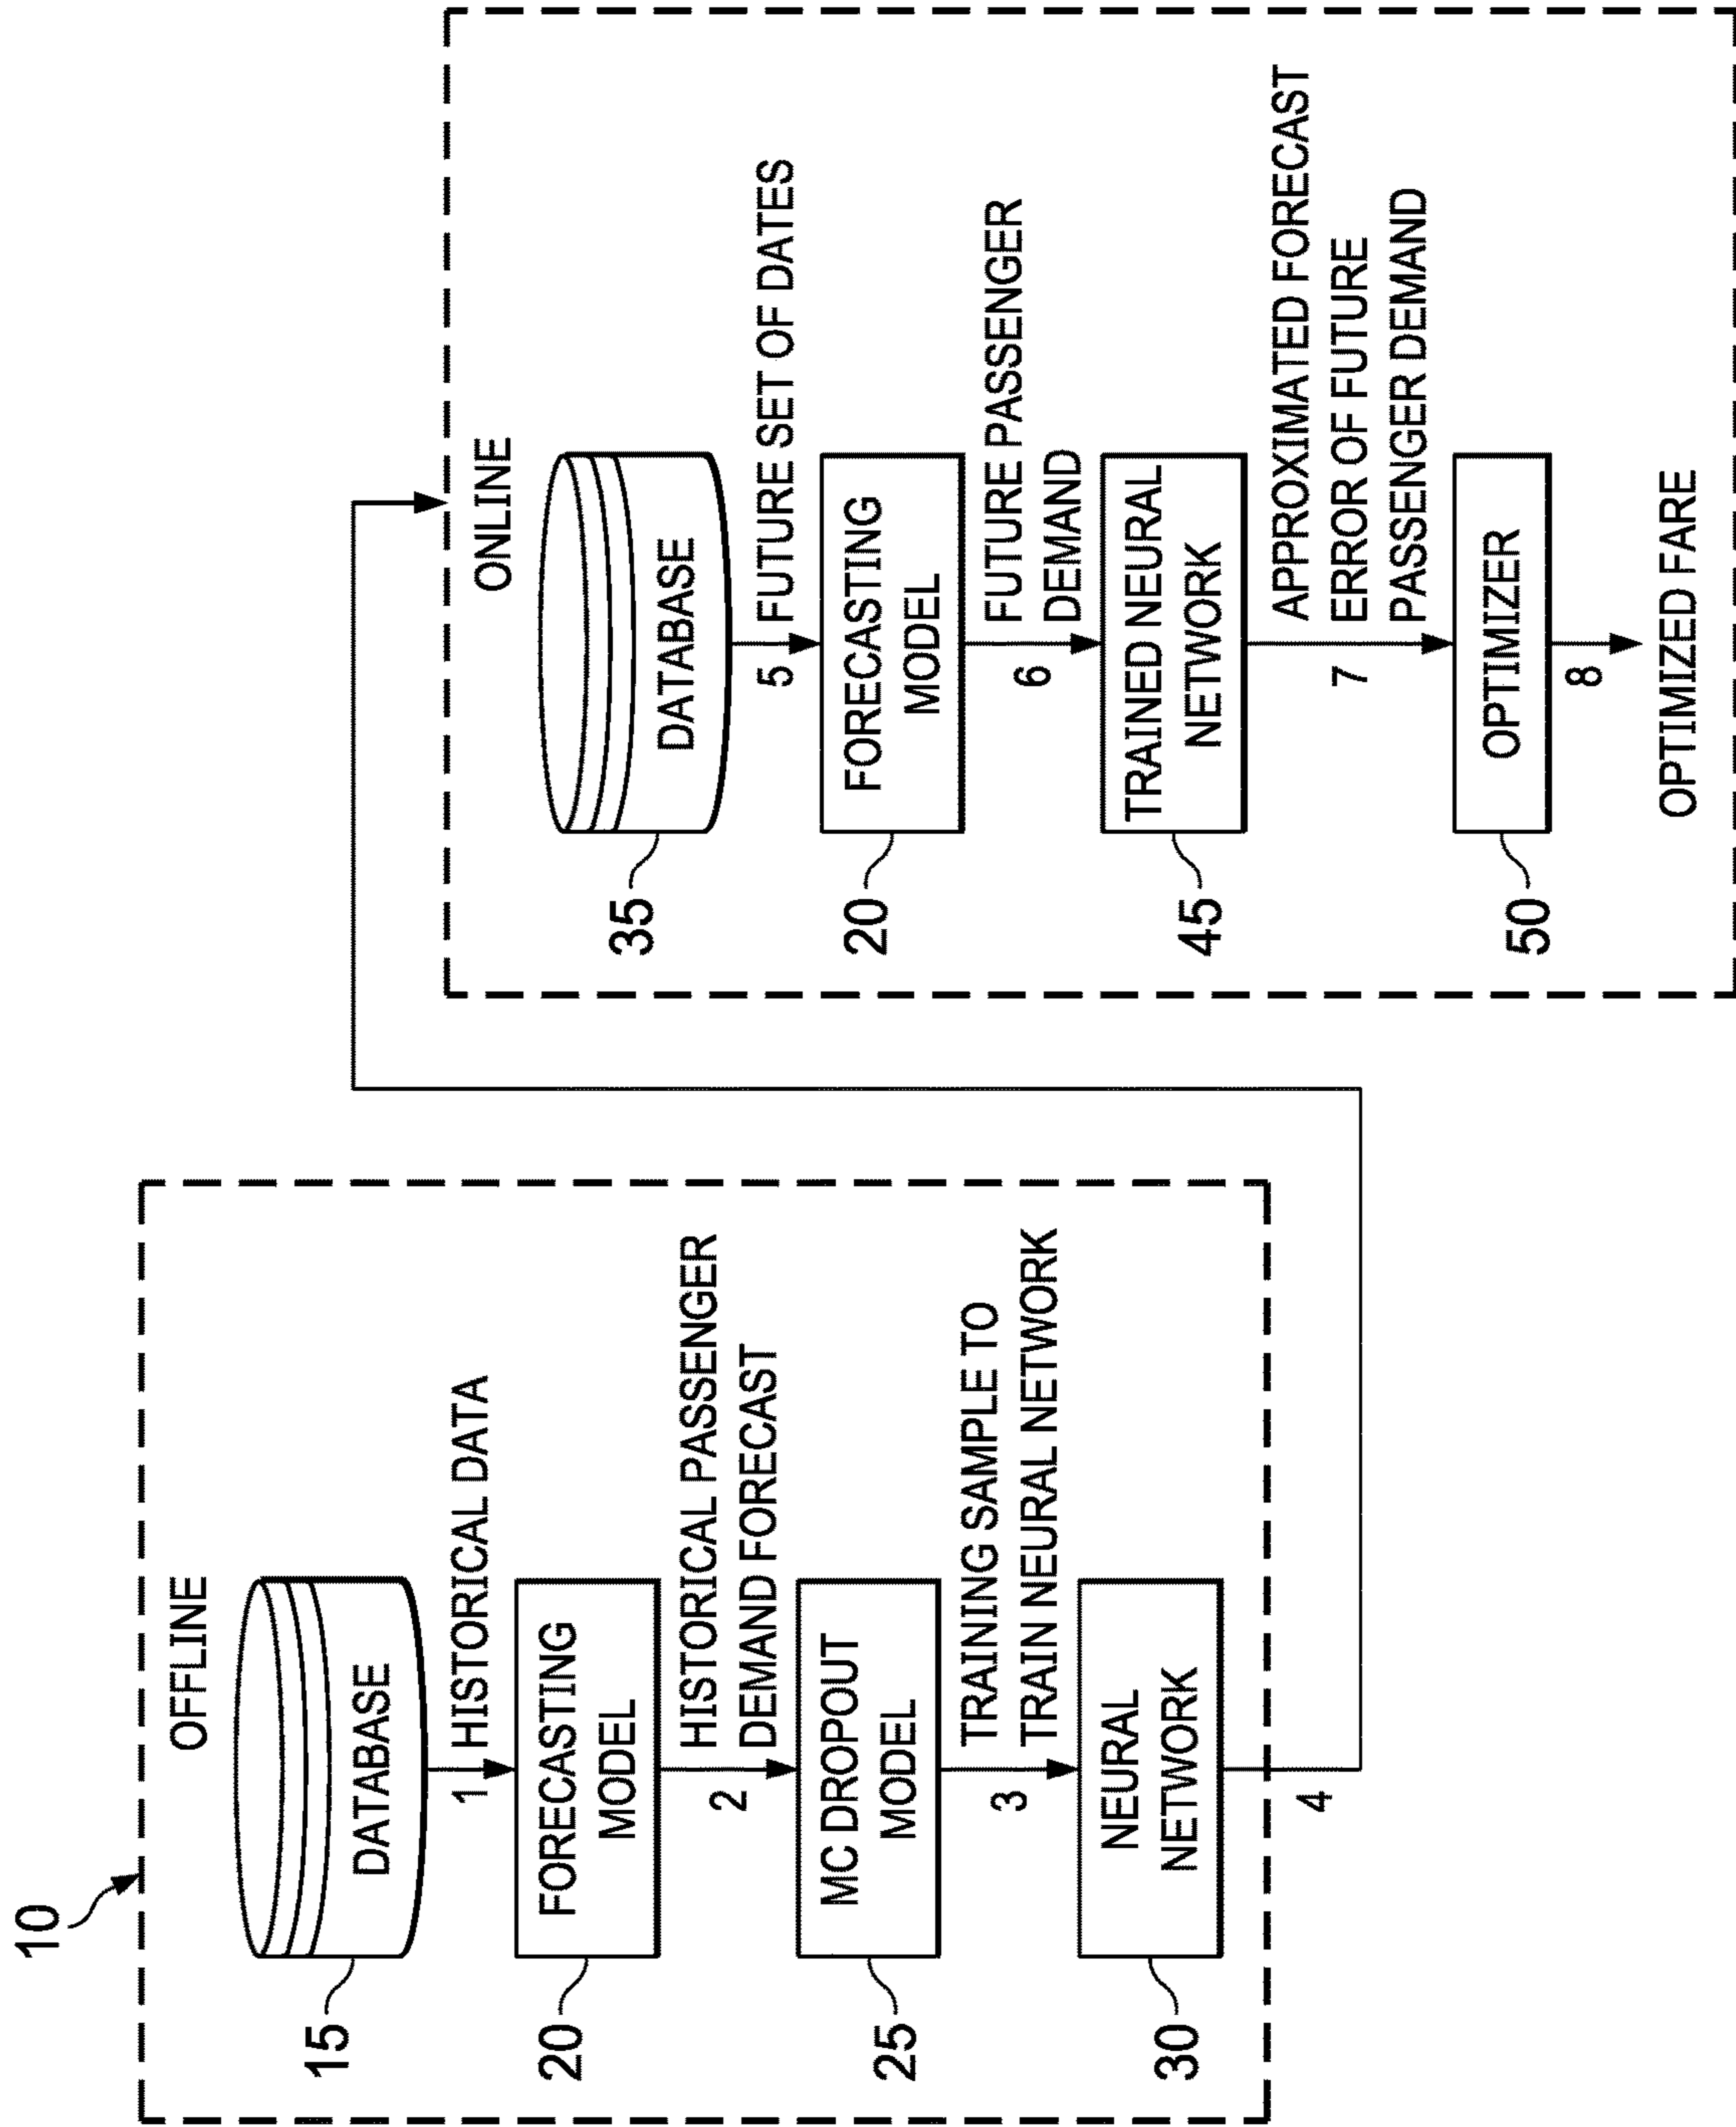 10
OFFLINE
15
DATABASE
1
HISTORICAL DATA
20
FORECASTING
MODEL
2
HISTORICAL PASSENGER
DEMAND FORECAST
25
MC DROPOUT
MODEL
3
TRAINING SAMPLE TO
TRAIN NEURAL NETWORK
30
NEURAL
NETWORK
4
ONLINE
35
DATABASE
5
FUTURE SET OF DATES
20
FORECASTING
MODEL
6
FUTURE PASSENGER
DEMAND
45
TRAINED NEURAL
NETWORK
7
APPROXIMATED FORECAST
ERROR OF FUTURE
PASSENGER DEMAND
50
OPTIMIZER
8
OPTIMIZED FARE